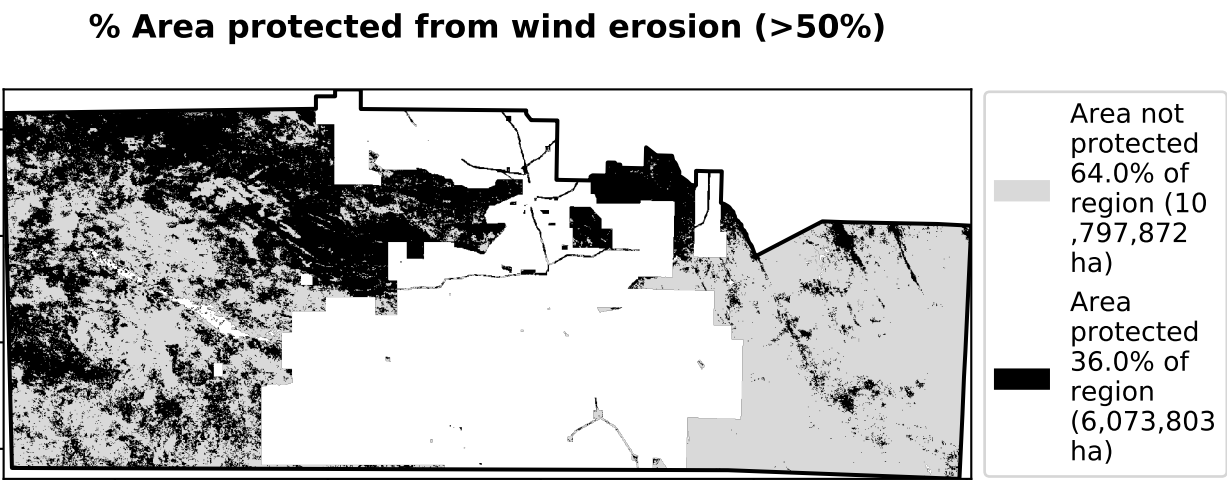 % Area protected from wind erosion (>50%)
Area not
protected
64.0% of
region (10
,797,872
ha)
Area
protected
36.0% of
region
(6,073,803
ha)